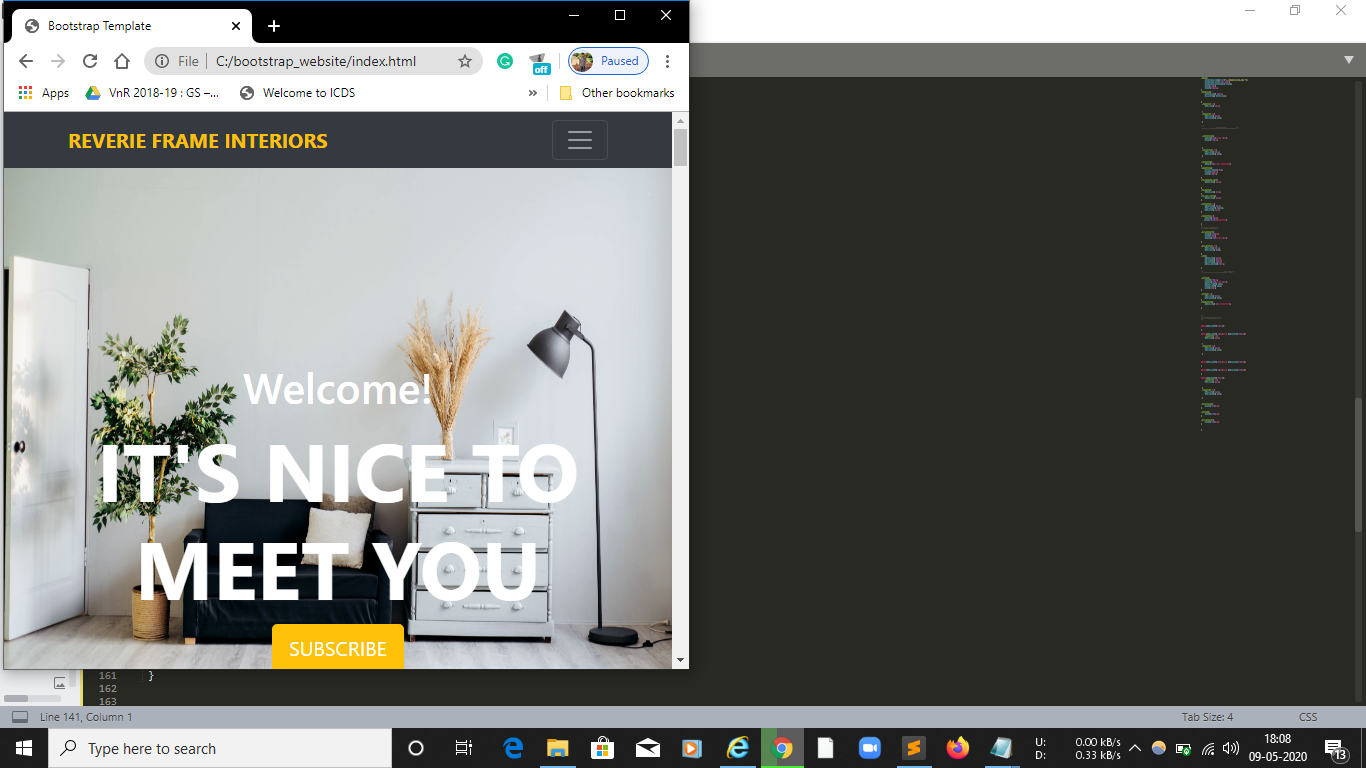 Bootstrap Template
File
C:/bootstrap_website/index.html
off
Paused
Apps
VnR 2018-19 : GS –...
Welcome to ICDS
»
Other bookmarks
REVERIE FRAME INTERIORS
Welcome!
IT'S NICE TO
MEET YOU
SUBSCRIBE
161 }
162
163
Line 141, Column 1
Tab Size: 4
CSS
Type here to search
U: 0.00 kB/s
D: 0.33 kB/s
18:08
09-05-2020
13